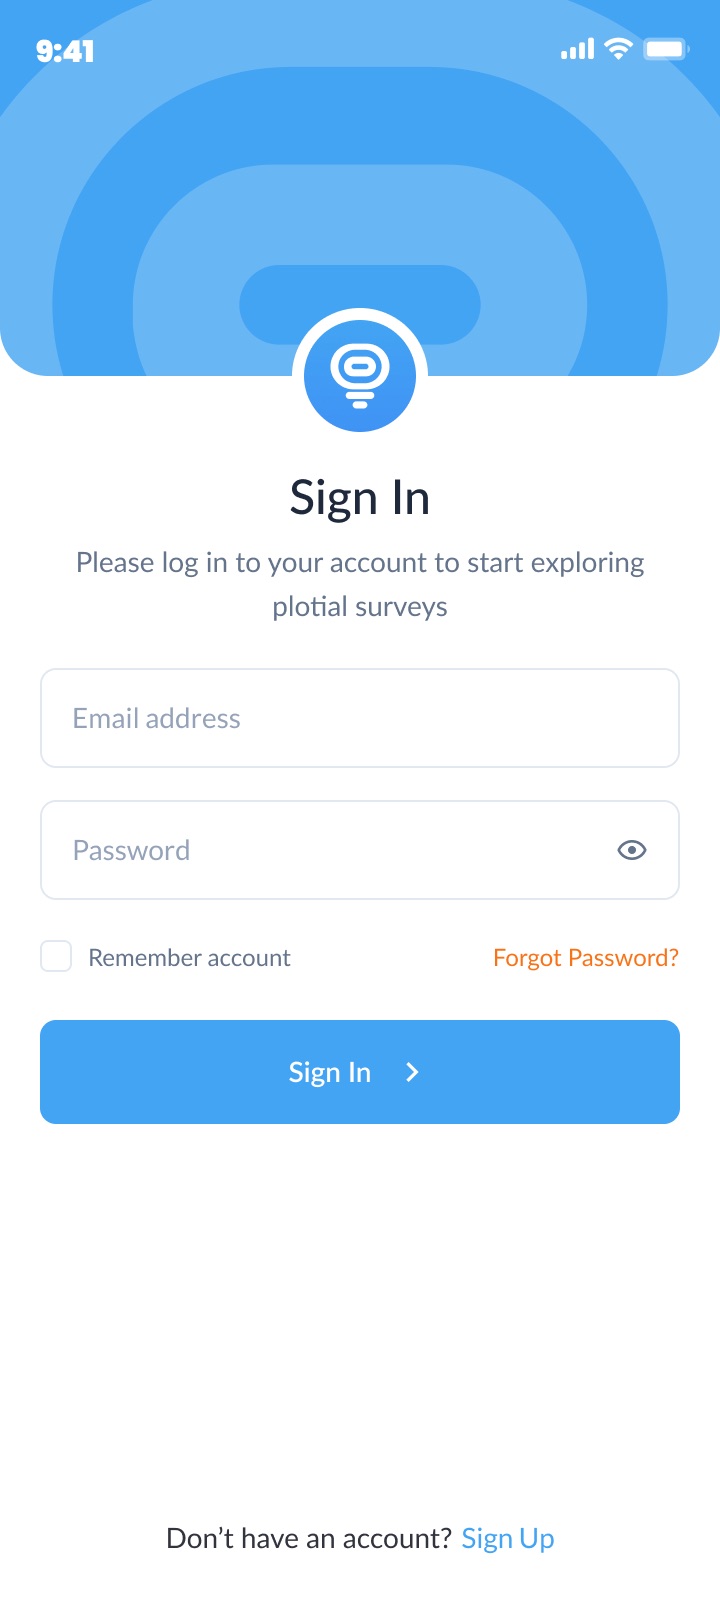 9:41
Sign In
Please log in to your account to start exploring
plotial surveys
Email address
Password
Remember account
Forgot Password?
Sign In
Don’t have an account? Sign Up